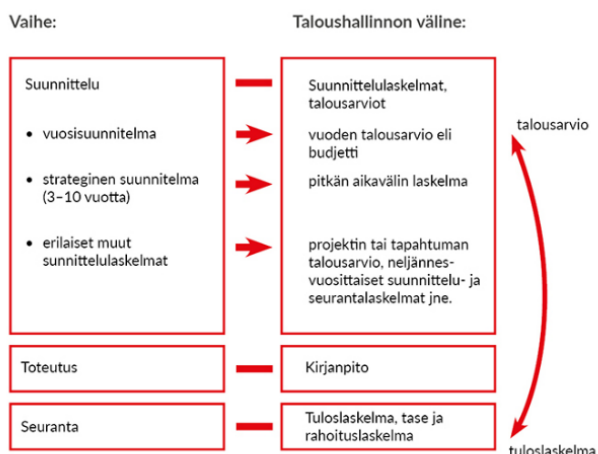 Vaihe:
Taloushallinnon väline:
Suunnittelu
Suunnittelulaskelmat,
talousarviot
• vuosisuunnitelma
vuoden talousarvio eli
budjetti
• strateginen suunnitelma
(3–10 vuotta)
pitkän aikavälin laskelma
• erilaiset muut
sunnittelulaskelmat
projektin tai tapahtuman
talousarvio, neljännes-
vuosittaiset suunnittelu- ja
seurantalaskelmat jne.
talousarvio
Toteutus
Kirjanpito
Seuranta
Tuloslaskelma, tase ja
rahoituslaskelma
tuloslaskelma